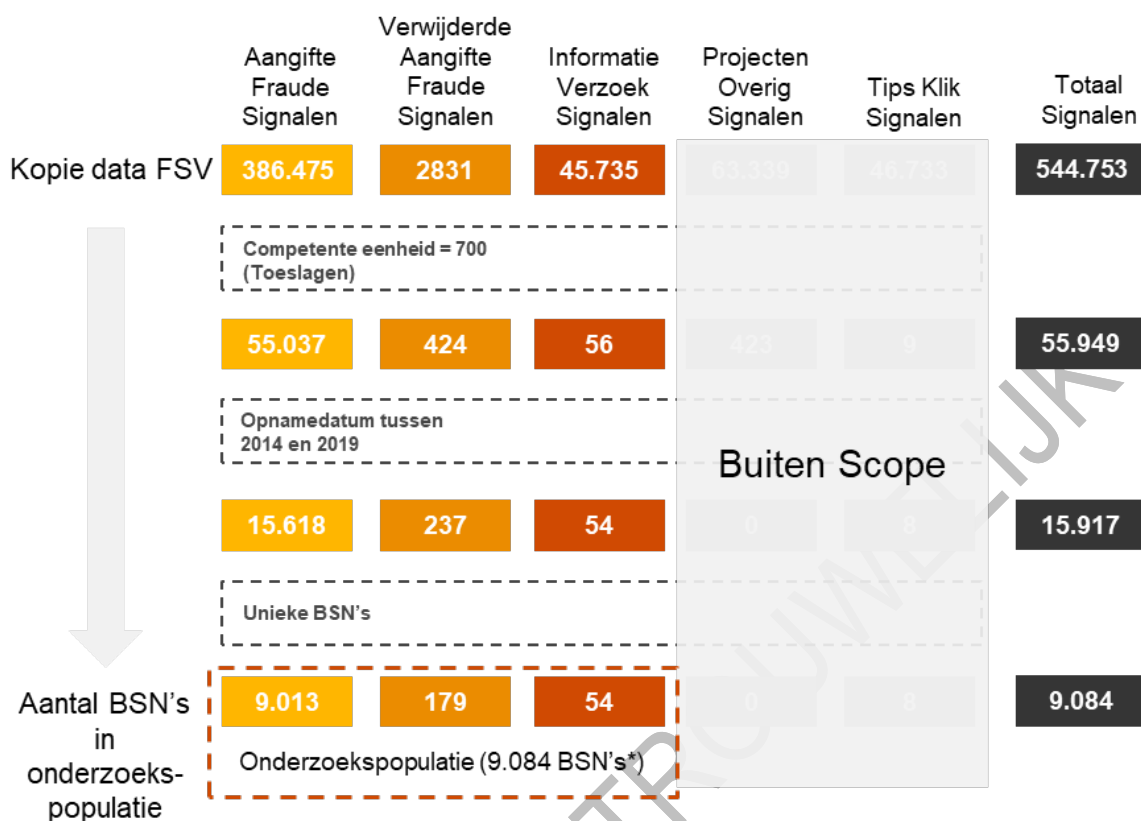 Aangifte
Fraude
Signalen
Verwijderde
Aangifte
Fraude
Signalen
Informatie
Verzoek
Signalen
Projecten
Overig
Signalen
Tips Klik
Signalen
Totaal
Signalen
Kopie data FSV
386.475
2831
45.735
63.339
46.733
544.753
Competente eenheid = 700
(Toeslagen)
55.037
424
56
423
9
55.949
Opnamedatum tussen
2014 en 2019
Buiten Scope
15.618
237
54
0
8
15.917
Unieke BSN's
Aantal BSN's
in
onderzoeks-
populatie
9.013
179
54
0
8
9.084
Onderzoekspopulatie (9.084 BSN's*)
TROUWELIJK